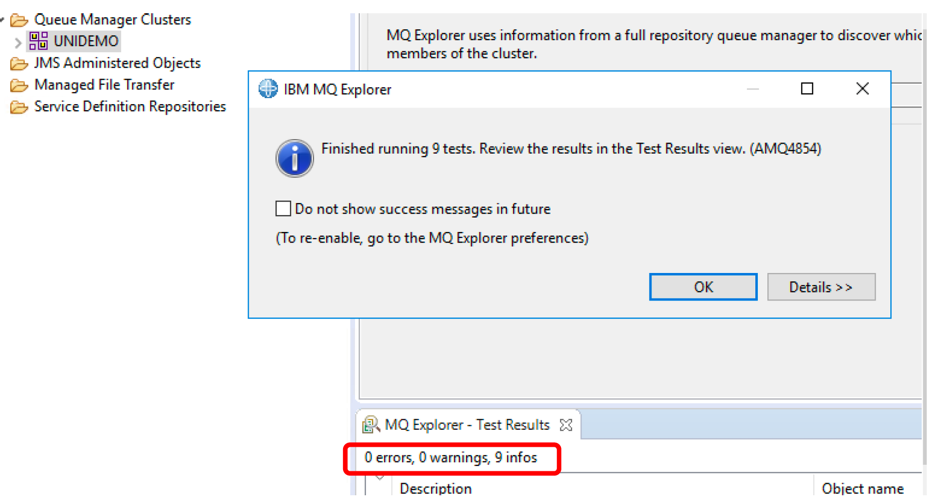 Queue Manager Clusters
UNIDEMO
JMS Administered Objects
Managed File Transfer
Service Definition Repositories
MQ Explorer uses information from a full repository queue manager to discover whic
members of the cluster.
IBM MQ Explorer
Finished running 9 tests. Review the results in the Test Results view. (AMQ4854)
Do not show success messages in future
(To re-enable, go to the MQ Explorer preferences)
OK
Details >>
MQ Explorer - Test Results
0 errors, 0 warnings, 9 infos
Description
Object name